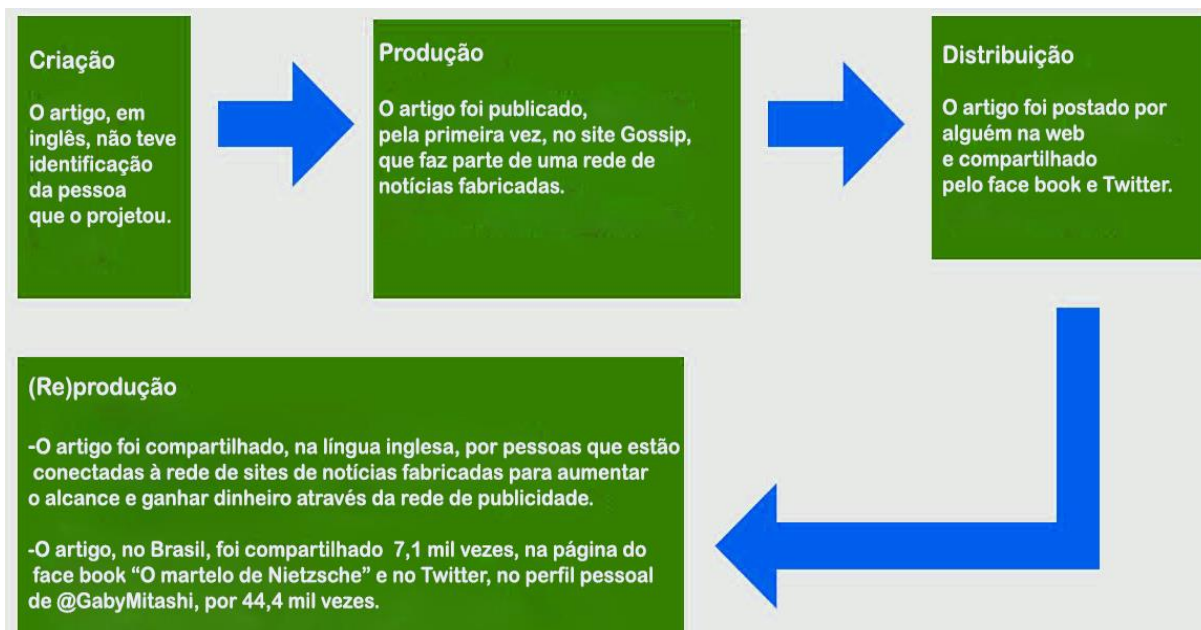 Criação
O artigo, em
inglês, não teve
identificação
da pessoa
que o projetou.
Produção
O artigo foi publicado,
pela primeira vez, no site Gossip,
que faz parte de uma rede de
notícias fabricadas.
Distribuição
O artigo foi postado por
alguém na web
e compartilhado
pelo face book e Twitter.
(Re)produção
-O artigo foi compartilhado, na língua inglesa, por pessoas que estão
conectadas à rede de sites de notícias fabricadas para aumentar
o alcance e ganhar dinheiro através da rede de publicidade.
-O artigo, no Brasil, foi compartilhado 7,1 mil vezes, na página do
face book “O martelo de Nietzsche” e no Twitter, no perfil pessoal
de @GabyMitashi, por 44,4 mil vezes.